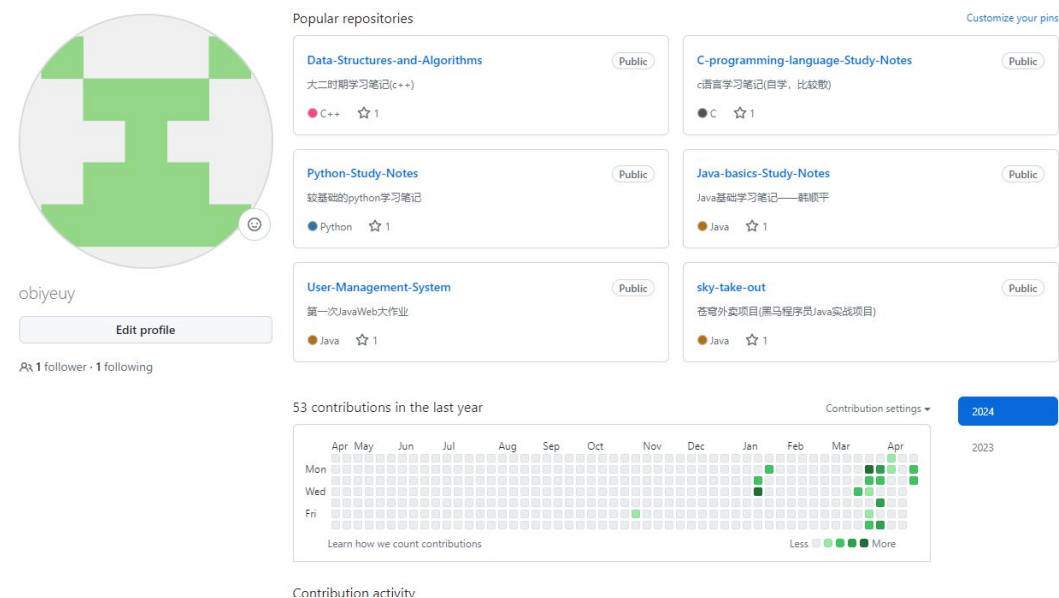 Popular repositories
Customize your pins
Data-Structures-and-Algorithms Public
大二时期学习笔记(c++)
C++ 1
C-programming-language-Study-Notes Public
c语言学习笔记(自学，比较散)
C 1
Python-Study-Notes Public
较基础的python学习笔记
Python 1
Java-basics-Study-Notes Public
Java基础学习笔记——韩顺平
Java 1
User-Management-System Public
第一次JavaWeb大作业
Java 1
sky-take-out Public
苍穹外卖项目(黑马程序员Java实战项目)
Java 1
obiyeuy
Edit profile
1 follower · 1 following
53 contributions in the last year
Contribution settings
2024
2023
Apr May Jun Jul Aug Sep Oct Nov Dec Jan Feb Mar Apr
Mon
Wed
Fri
Learn how we count contributions
Less More
Contribution activity